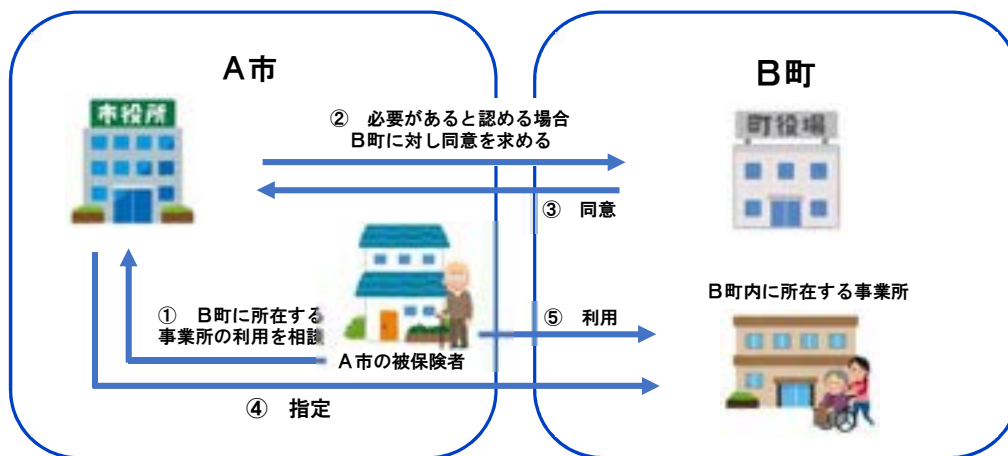 A市
B町
市役所
② 必要があると認める場合
B町に対し同意を求める
町役場
③ 同意
① B町に所在する
事業所の利用を相談
A市の被保険者
⑤ 利用
B町内に所在する事業所
④ 指定